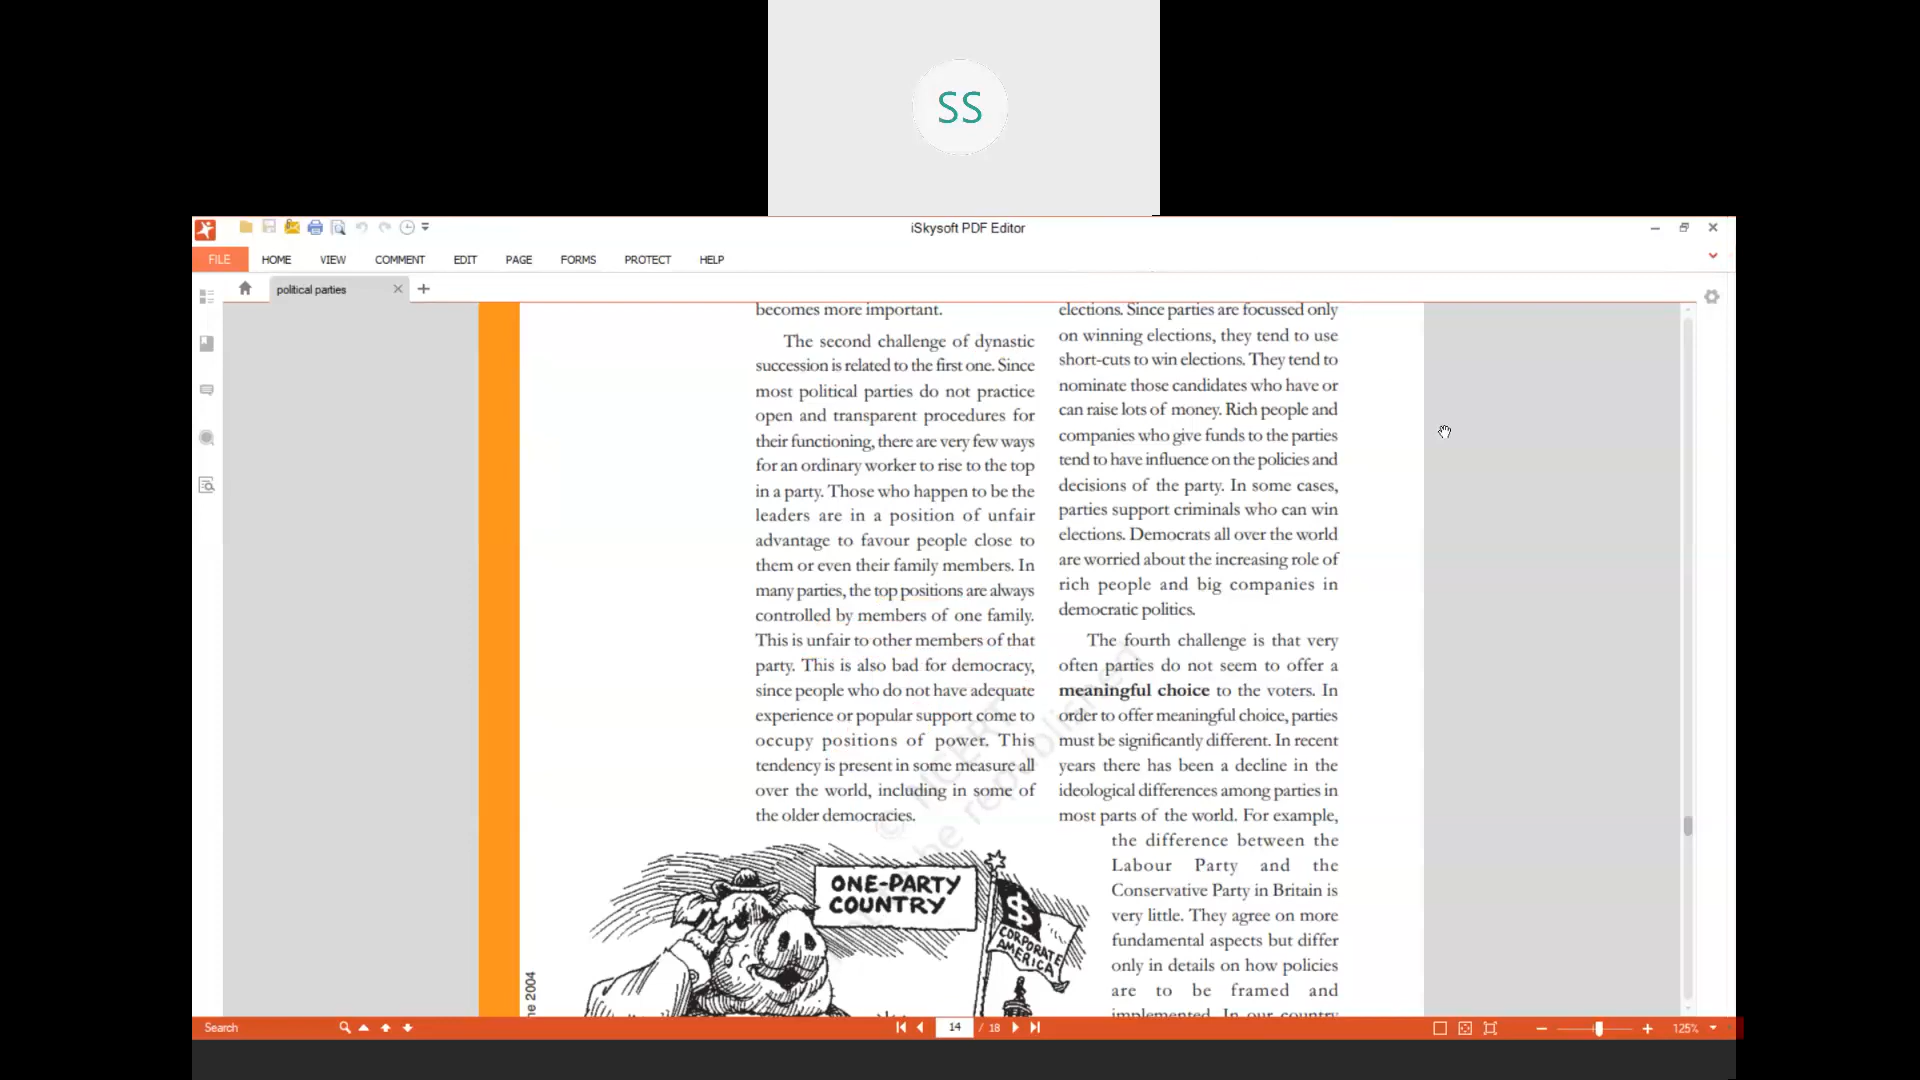 SS
iSkysoft PDF Editor
FILE HOME VIEW COMMENT EDIT PAGE FORMS PROTECT HELP
political parties
becomes more important.
The second challenge of dynastic
succession is related to the first one. Since
most political parties do not practice
open and transparent procedures for
their functioning, there are very few ways
for an ordinary worker to rise to the top
in a party. Those who happen to be the
leaders are in a position of unfair
advantage to favour people close to
them or even their family members. In
many parties, the top positions are always
controlled by members of one family.
This is unfair to other members of that
party. This is also bad for democracy,
since people who do not have adequate
experience or popular support come to
occupy positions of power. This
tendency is present in some measure all
over the world, including in some of
the older democracies.
elections. Since parties are focussed only
on winning elections, they tend to use
short-cuts to win elections. They tend to
nominate those candidates who have or
can raise lots of money. Rich people and
companies who give funds to the parties
tend to have influence on the policies and
decisions of the party. In some cases,
parties support criminals who can win
elections. Democrats all over the world
are worried about the increasing role of
rich people and big companies in
democratic politics.
The fourth challenge is that very
often parties do not seem to offer a
meaningful choice to the voters. In
order to offer meaningful choice, parties
must be significantly different. In recent
years there has been a decline in the
ideological differences among parties in
most parts of the world. For example,
the difference between the
Labour Party and the
Conservative Party in Britain is
very little. They agree on more
fundamental aspects but differ
only in details on how policies
are to be framed and
implemented. In our country
© NCERT
be republished
ONE-PARTY
COUNTRY
$
CORPORATE
AMERICA
2004
Search
14 / 18
125%